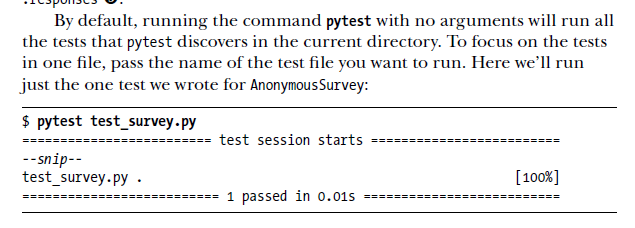 .responses ❸.
By default, running the command pytest with no arguments will run all
the tests that pytest discovers in the current directory. To focus on the tests
in one file, pass the name of the test file you want to run. Here we'll run
just the one test we wrote for AnonymousSurvey:
$ pytest test_survey.py
========================= test session starts =========================
--snip--
test_survey.py . [100%]
========================== 1 passed in 0.01s ==========================